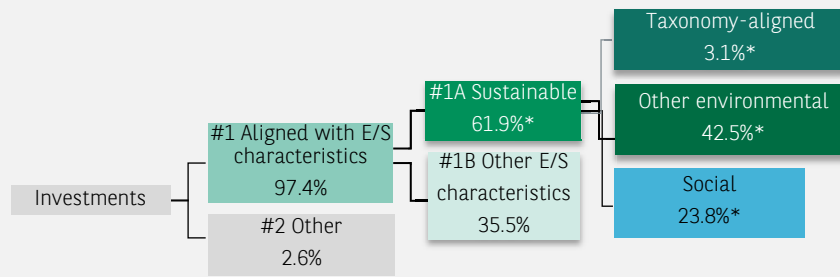 Investments
#1 Aligned with E/S
characteristics
97.4%
#2 Other
2.6%
#1A Sustainable
61.9%*
#1B Other E/S
characteristics
35.5%
Taxonomy-aligned
3.1%*
Other environmental
42.5%*
Social
23.8%*